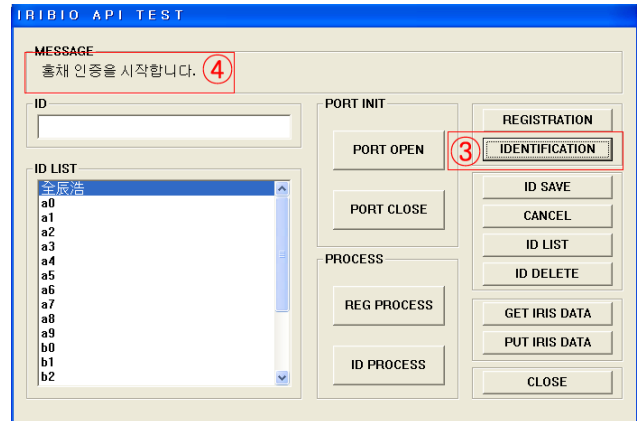 IRIBIO API TEST
MESSAGE
홍채 인증을 시작합니다. ④
ID
ID LIST
全辰浩
a0
a1
a2
a3
a4
a5
a6
a7
a8
a9
b0
b1
b2
PORT INIT
PORT OPEN
PORT CLOSE
PROCESS
REG PROCESS
ID PROCESS
REGISTRATION
③ IDENTIFICATION
ID SAVE
CANCEL
ID LIST
ID DELETE
GET IRIS DATA
PUT IRIS DATA
CLOSE